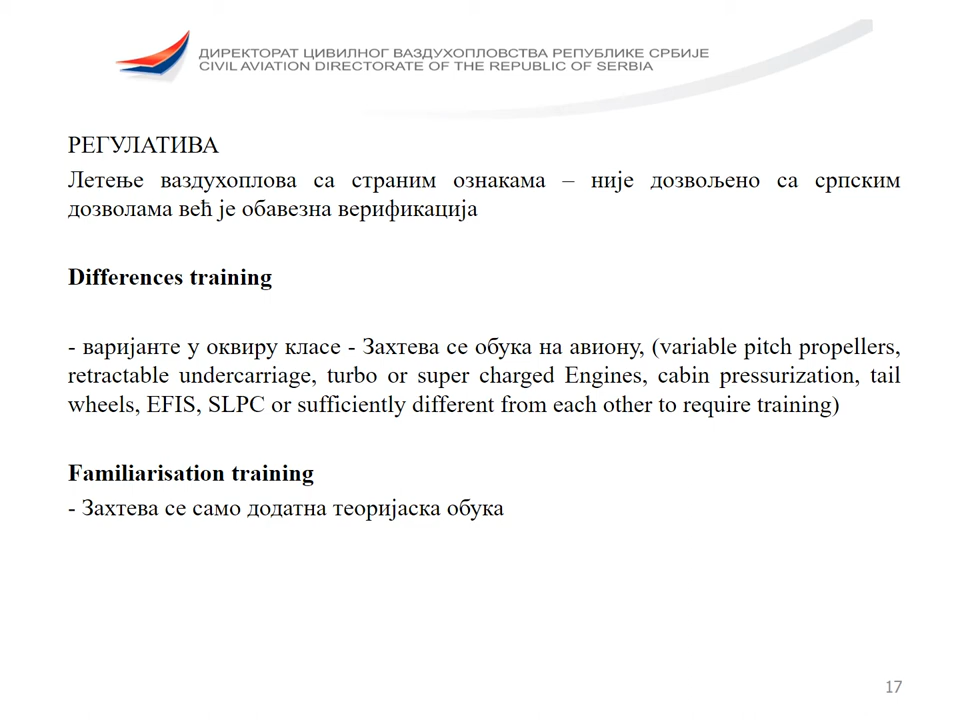 ДИРЕКТОРАТ ЦИВИЛНОГ ВАЗДУХОПЛОВСТВА РЕПУБЛИКЕ СРБИЈЕ
CIVIL AVIATION DIRECTORATE OF THE REPUBLIC OF SERBIA
РЕГУЛАТИВА
Летење ваздухоплова са страним ознакама – није дозвољено са српским
дозволама већ је обавезна верификација
Differences training
- варијанте у оквиру класе - Захтева се обука на авиону, (variable pitch propellers,
retractable undercarriage, turbo or super charged Engines, cabin pressurization, tail
wheels, EFIS, SLPC or sufficiently different from each other to require training)
Familiarisation training
- Захтева се само додатна теоријаска обука
17